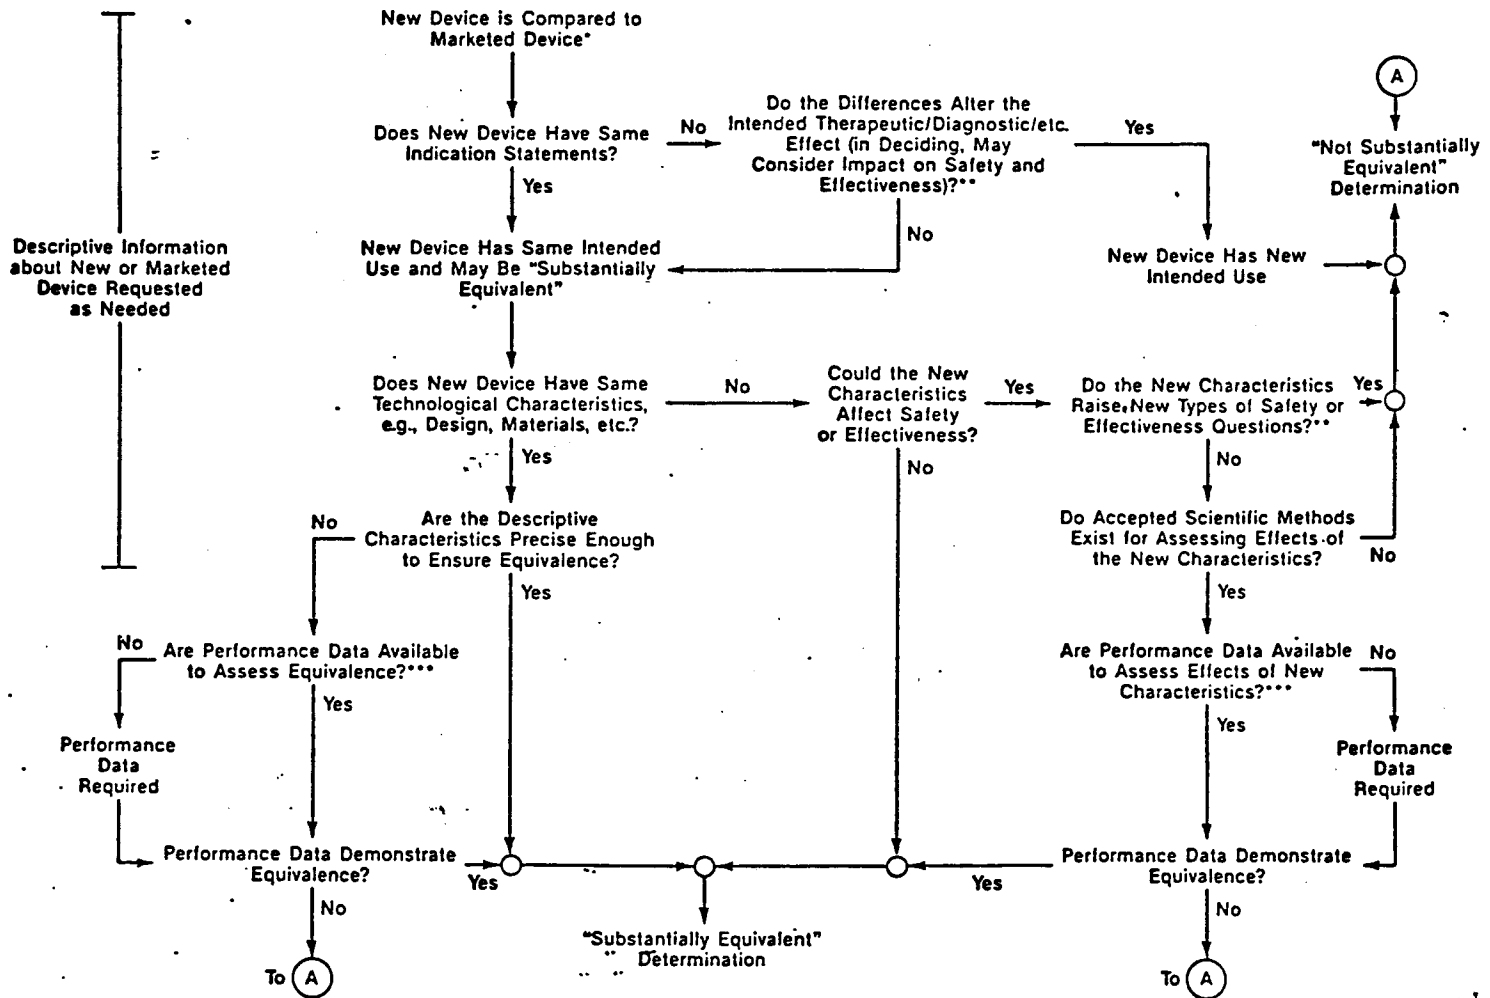 New Device is Compared to
Marketed Device*
A
Do the Differences Alter the
Intended Therapeutic/Diagnostic/etc.
Effect (in Deciding, May
Consider Impact on Safety and
Effectiveness)?**
Does New Device Have Same
Indication Statements?
No
Yes
"Not Substantially
Equivalent"
Determination
Yes
No
Descriptive Information
about New or Marketed
Device Requested
as Needed
New Device Has Same Intended
Use and May Be "Substantially
Equivalent"
New Device Has New
Intended Use
Does New Device Have Same
Technological Characteristics,
e.g., Design, Materials, etc.?
No
Could the New
Characteristics
Affect Safety
or Effectiveness?
Yes
Do the New Characteristics
Raise New Types of Safety or
Effectiveness Questions?**
Yes
Yes
No
No
No
Are the Descriptive
Characteristics Precise Enough
to Ensure Equivalence?
Do Accepted Scientific Methods
Exist for Assessing Effects of
the New Characteristics?
No
Yes
Yes
No
Are Performance Data Available
to Assess Equivalence?***
Are Performance Data Available
to Assess Effects of New
Characteristics?***
No
Yes
Yes
Performance
Data
Required
Performance
Data
Required
Performance Data Demonstrate
Equivalence?
Yes
Yes
Performance Data Demonstrate
Equivalence?
No
No
"Substantially Equivalent"
Determination
To A
To A